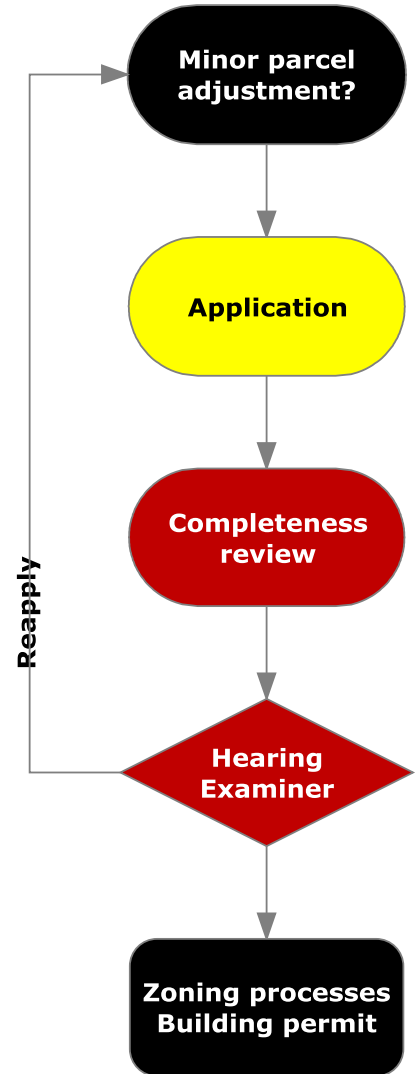 Minor parcel
adjustment?
Application
Completeness
review
Reapply
Hearing
Examiner
Zoning processes
Building permit